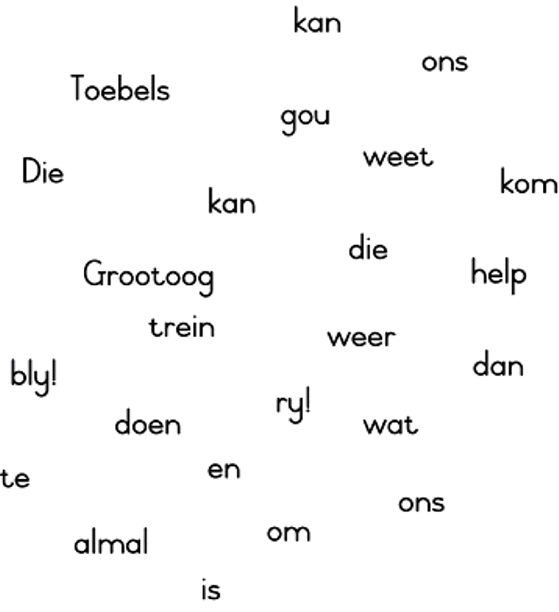 kan
ons
Toebels
gou
weet
Die
kom
kan
die
Grootoog
help
trein
weer
dan
bly!
ry!
doen
wat
en
te
ons
om
almal
is